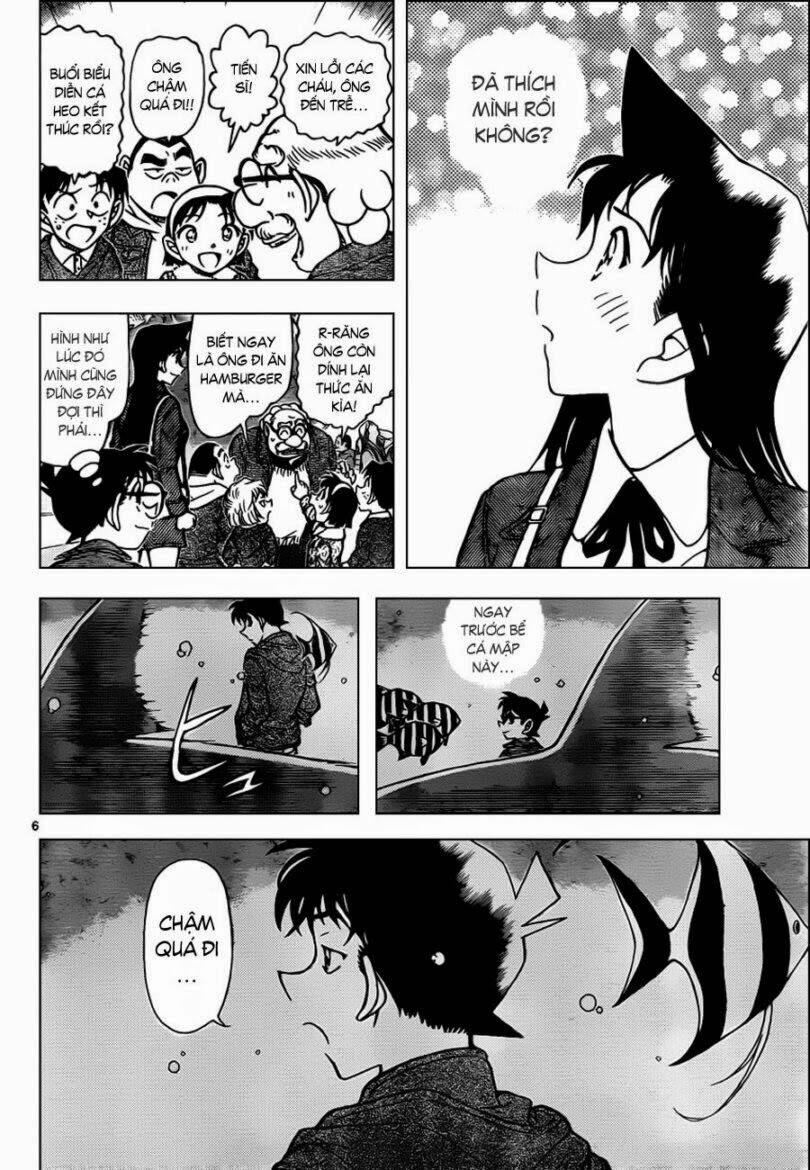 ĐÃ THÍCH
MÌNH RỒI
KHÔNG?
XIN LỖI CÁC
CHÁU, ÔNG
ĐẾN TRỄ...
TIẾN
SĨ!
ÔNG
CHẬM
QUÁ ĐI!!
BUỔI BIỂU
DIỄN CÁ
HEO KẾT
THÚC RỒI?
R-RĂNG
ÔNG CÒN
DÍNH LẠI
THỨC ĂN
KÌA!
BIẾT NGAY
LÀ ÔNG ĐI ĂN
HAMBURGER
MÀ...
HÌNH NHƯ
LÚC ĐÓ
MÌNH CŨNG
ĐỨNG ĐÂY
ĐỢI THÌ
PHẢI...
NGAY
TRƯỚC BỂ
CÁ MẬP
NÀY...
6
CHẬM
QUÁ ĐI
...